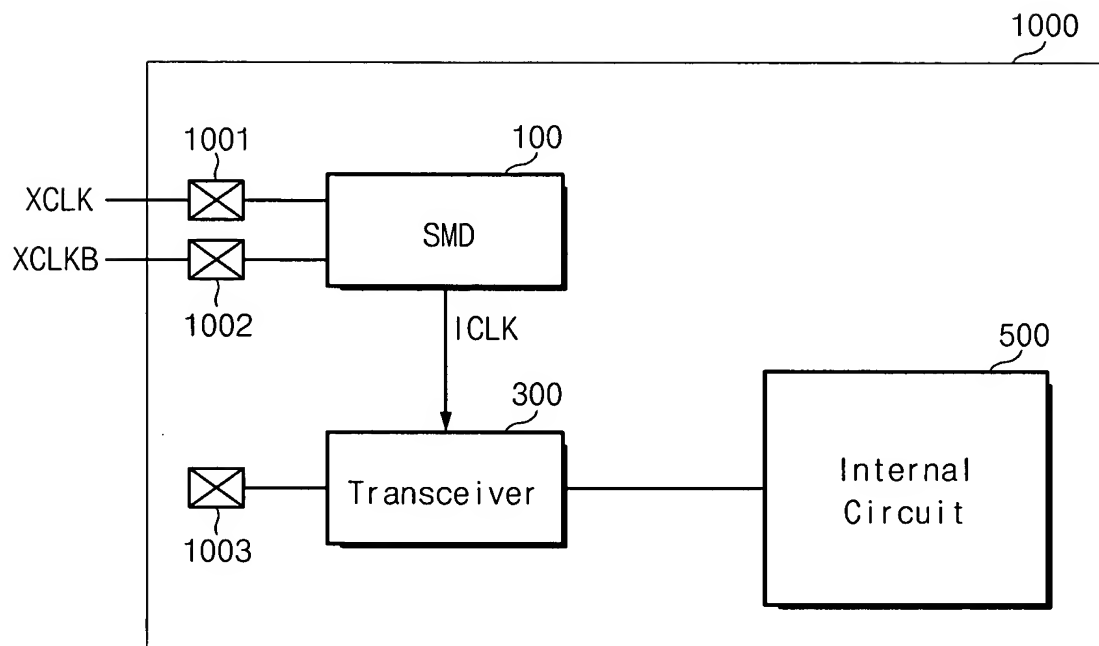 1000
1001
100
XCLK
SMD
XCLKB
1002
ICLK
500
300
Internal
Circuit
Transceiver
1003